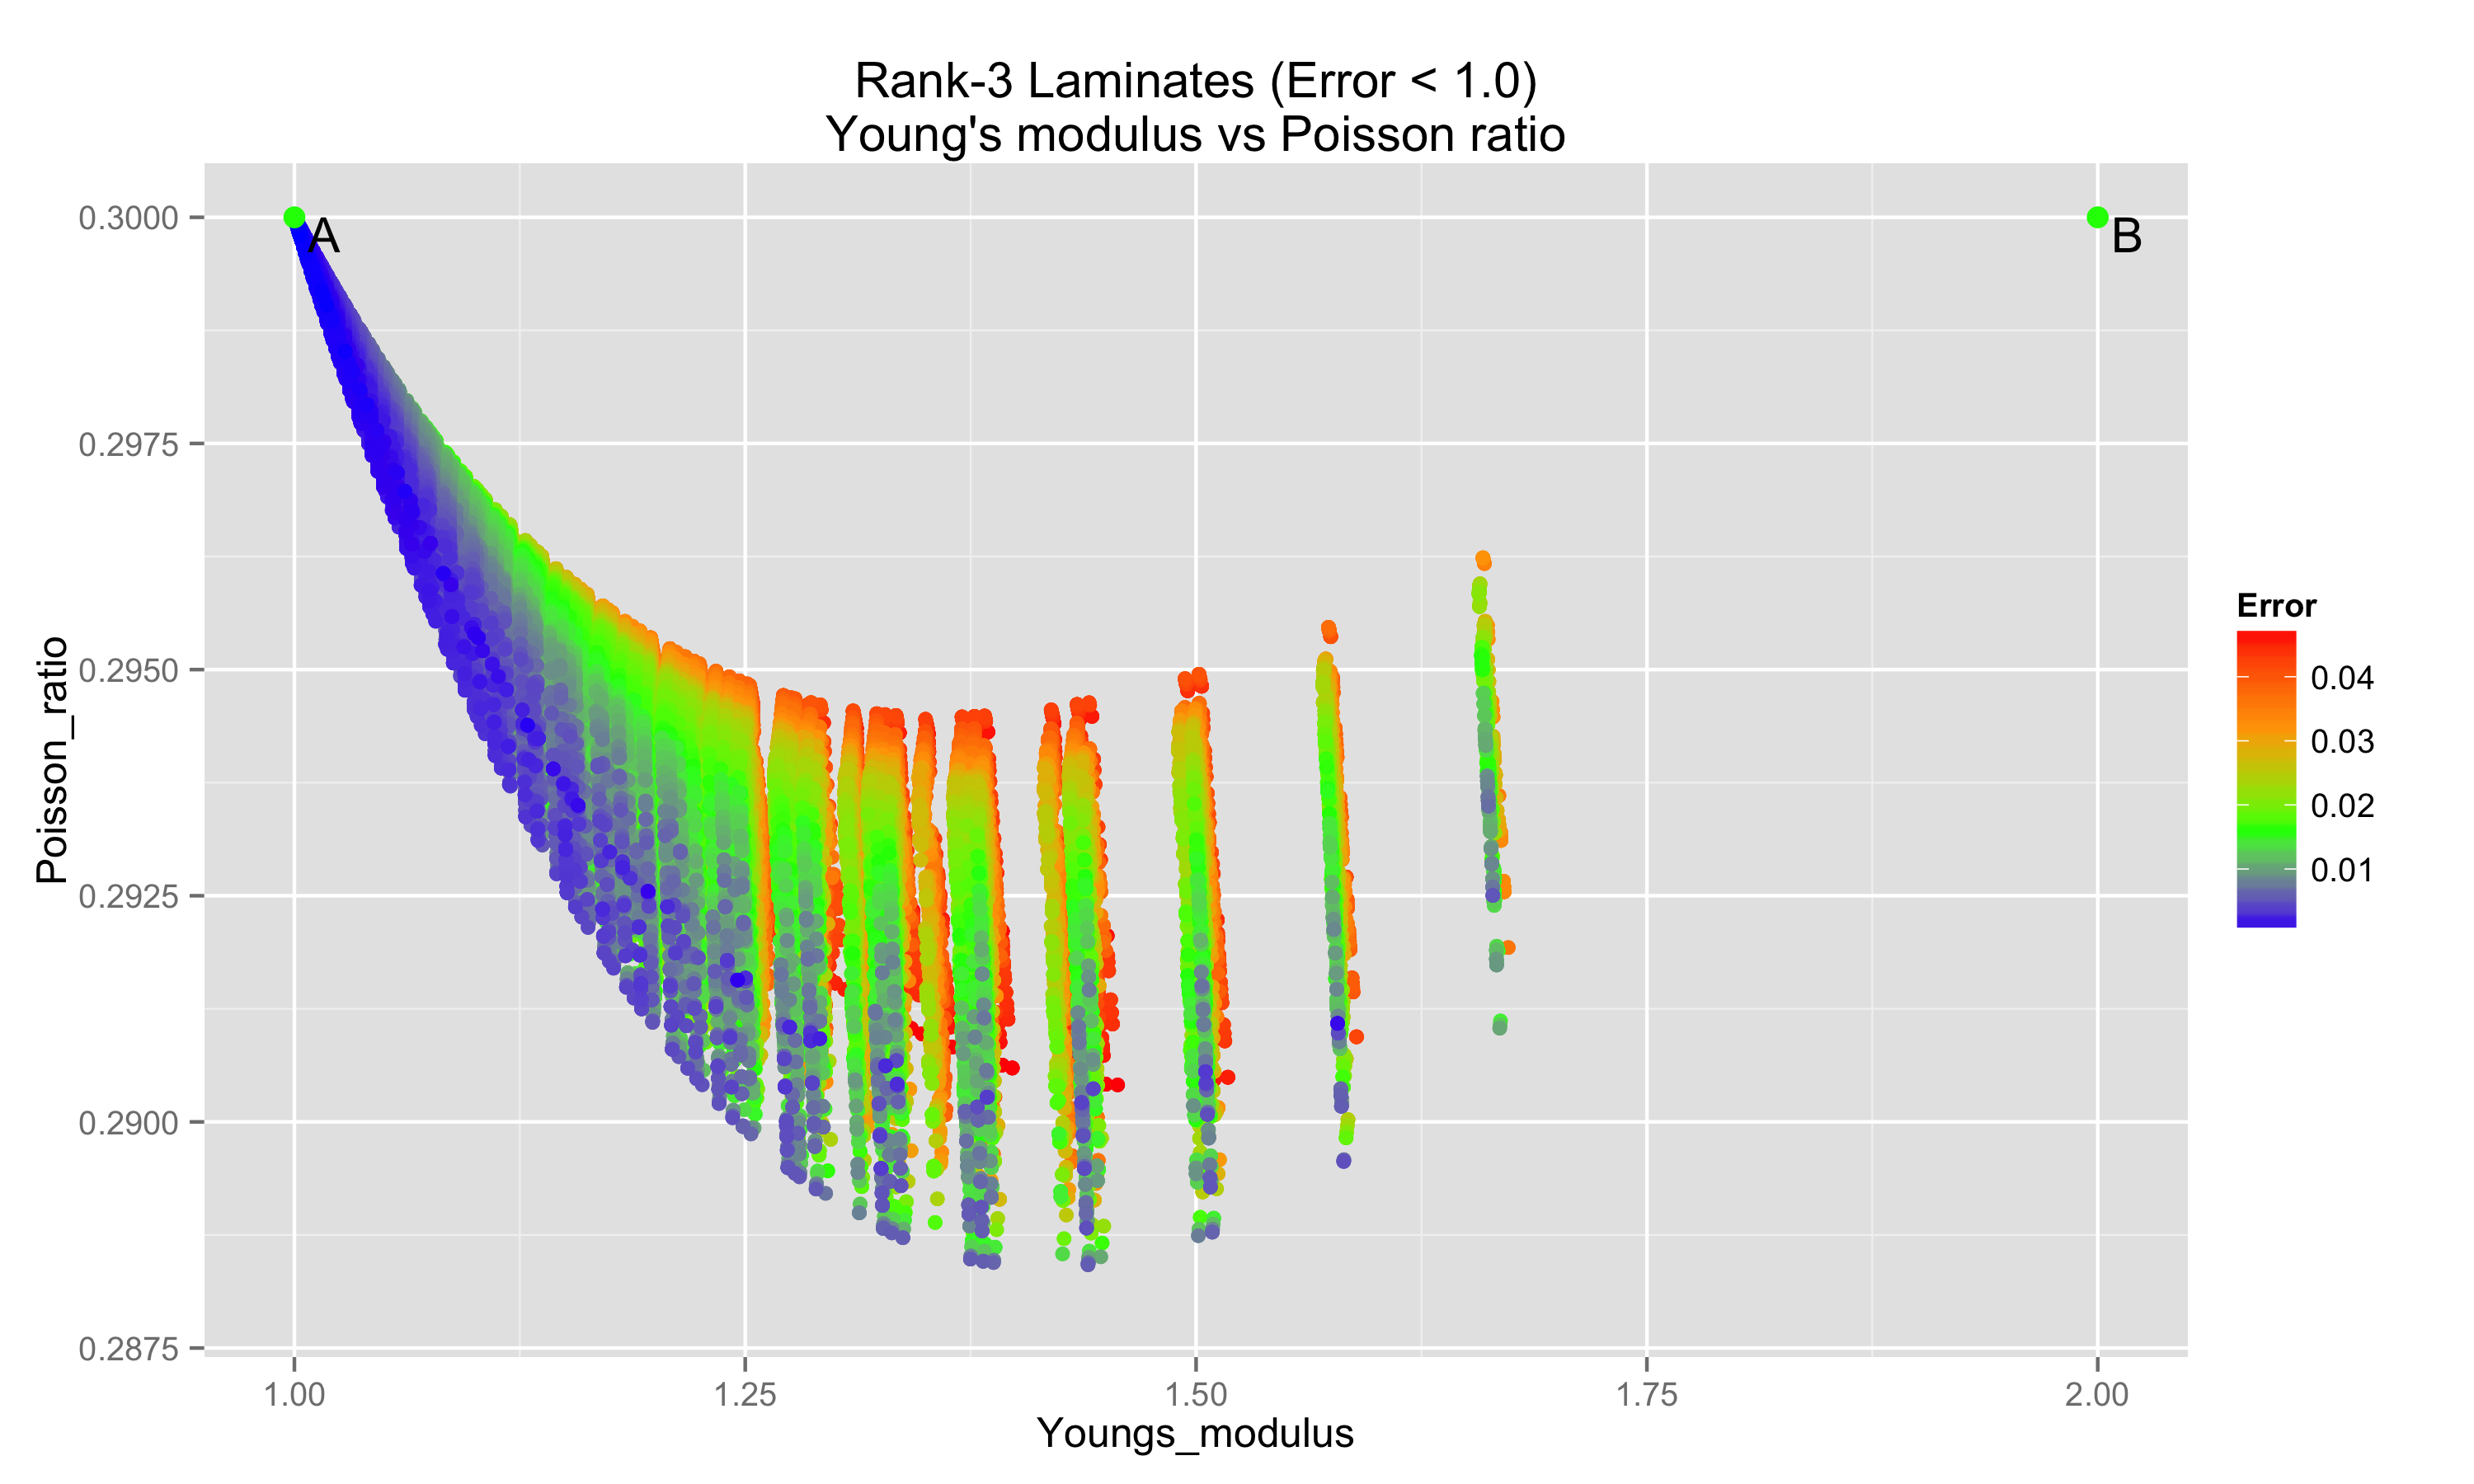 Rank-3 Laminates (Error < 1.0)
Young's modulus vs Poisson ratio
0.3000
0.2975
0.2950
0.2925
0.2900
0.2875
Poisson_ratio
A
B
1.00
1.25
1.50
1.75
2.00
Youngs_modulus
Error
0.04
0.03
0.02
0.01